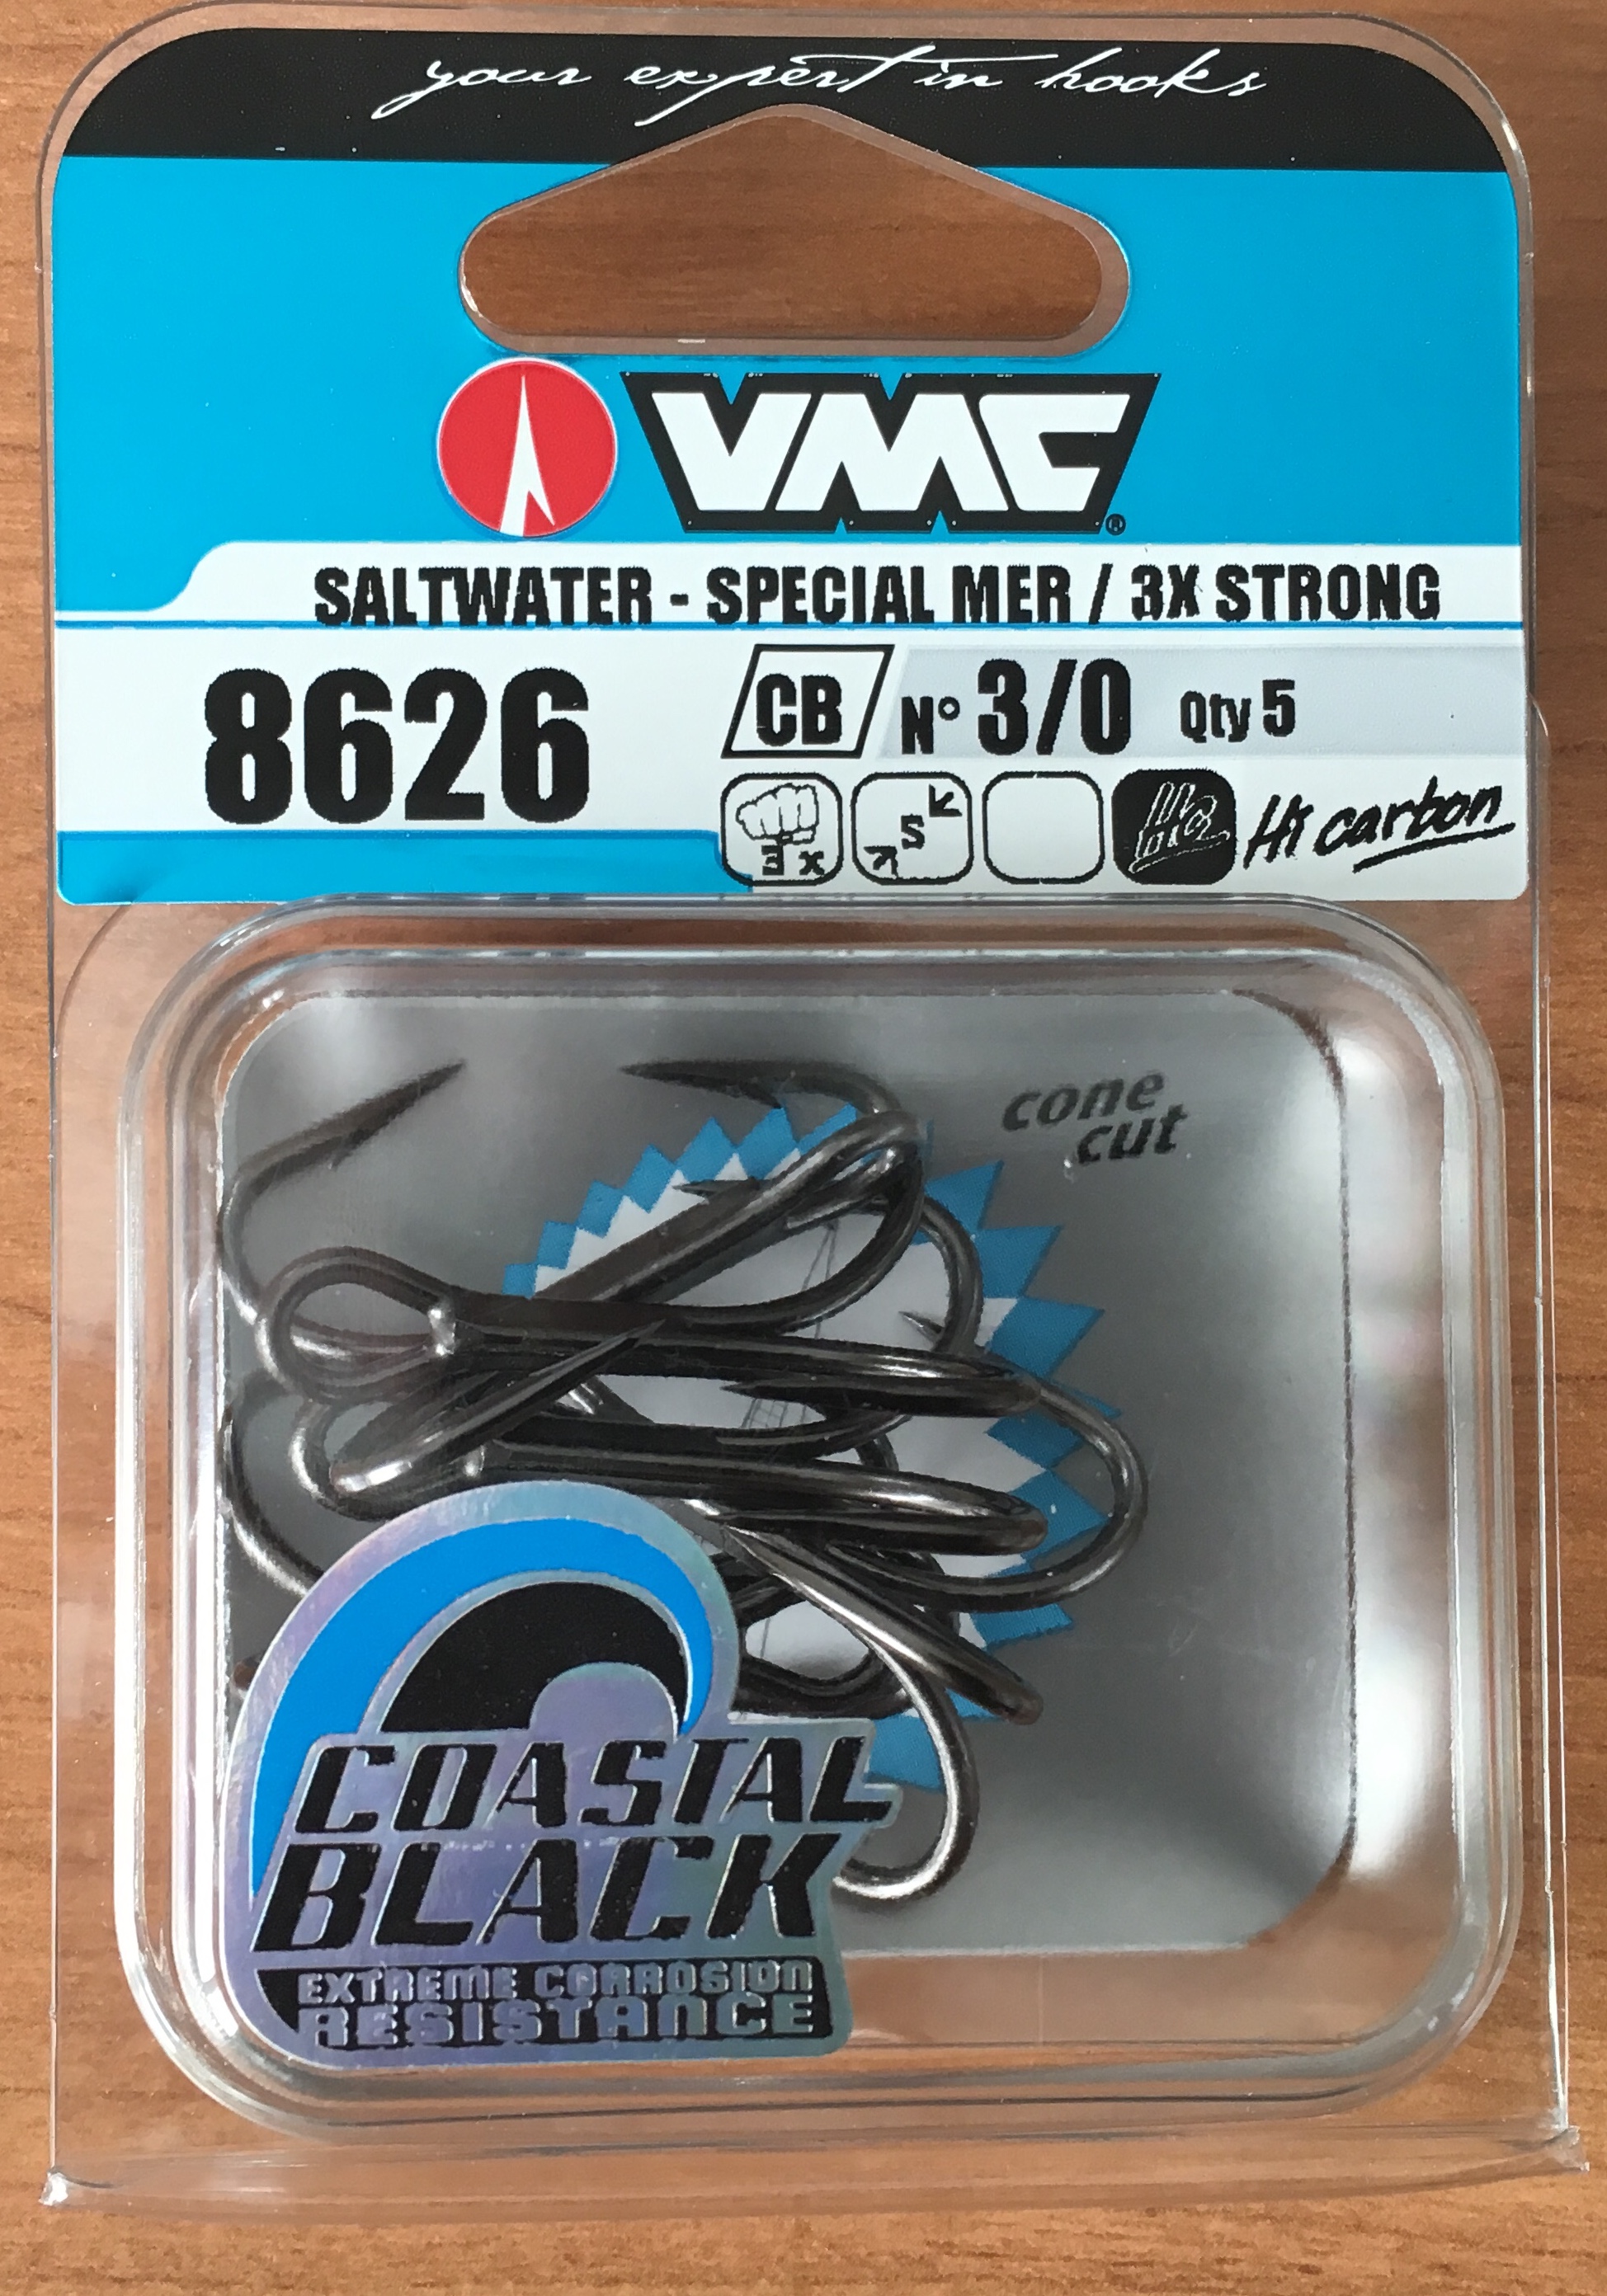 your expert in hooks
VMC®
SALTWATER - SPECIAL MER / 3X STRONG
8626
CB N° 3/0 Qty 5
3x S HC Hi carbon
cone
cut
COASTAL
BLACK
EXTREME CORROSION
RESISTANCE